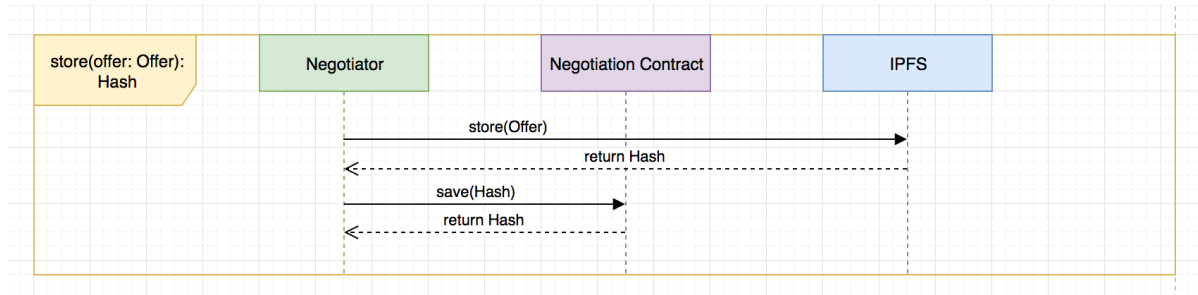 store(offer: Offer):
Hash
Negotiator
Negotiation Contract
IPFS
store(Offer)
return Hash
save(Hash)
return Hash